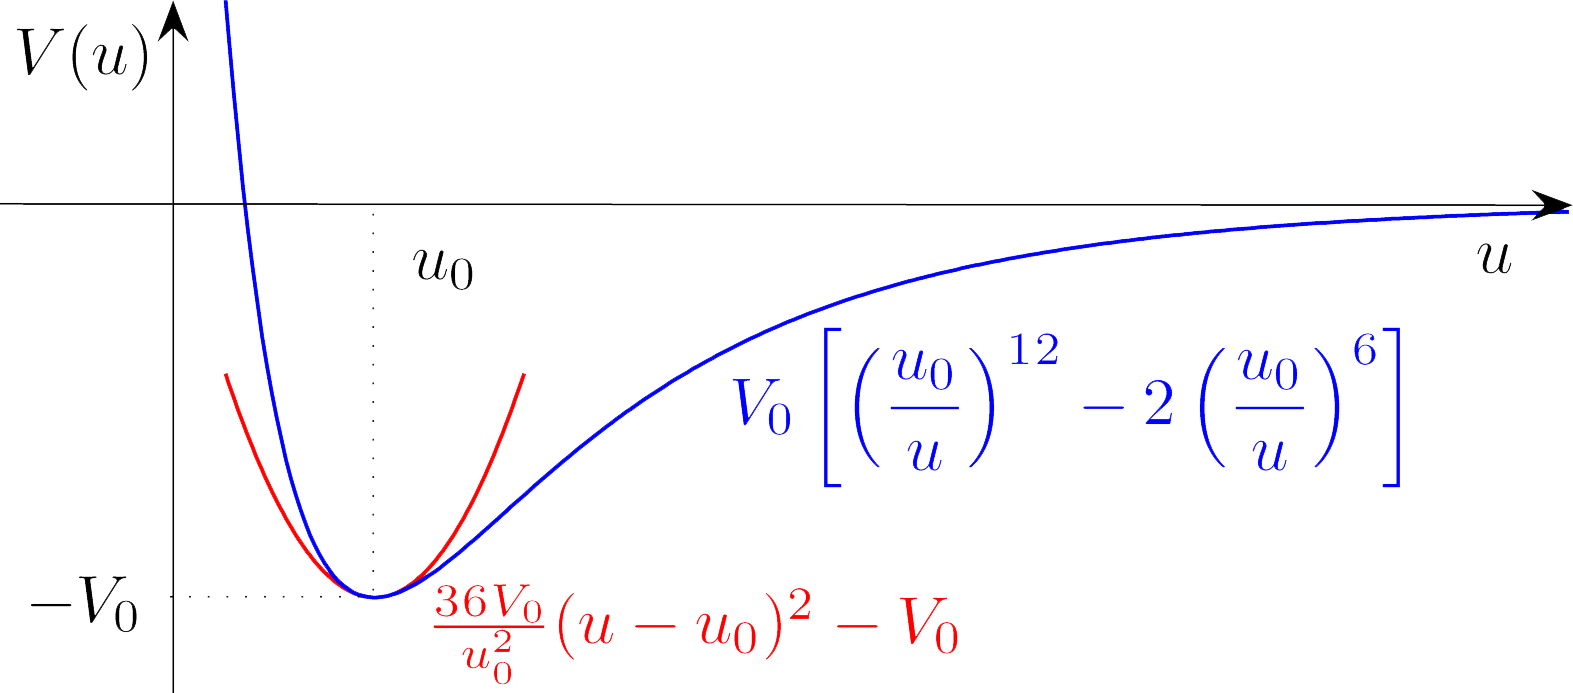 V(u)
u₀
u
V₀ [(u₀/u)¹² − 2 (u₀/u)⁶]
−V₀
36V₀/u₀² (u − u₀)² − V₀